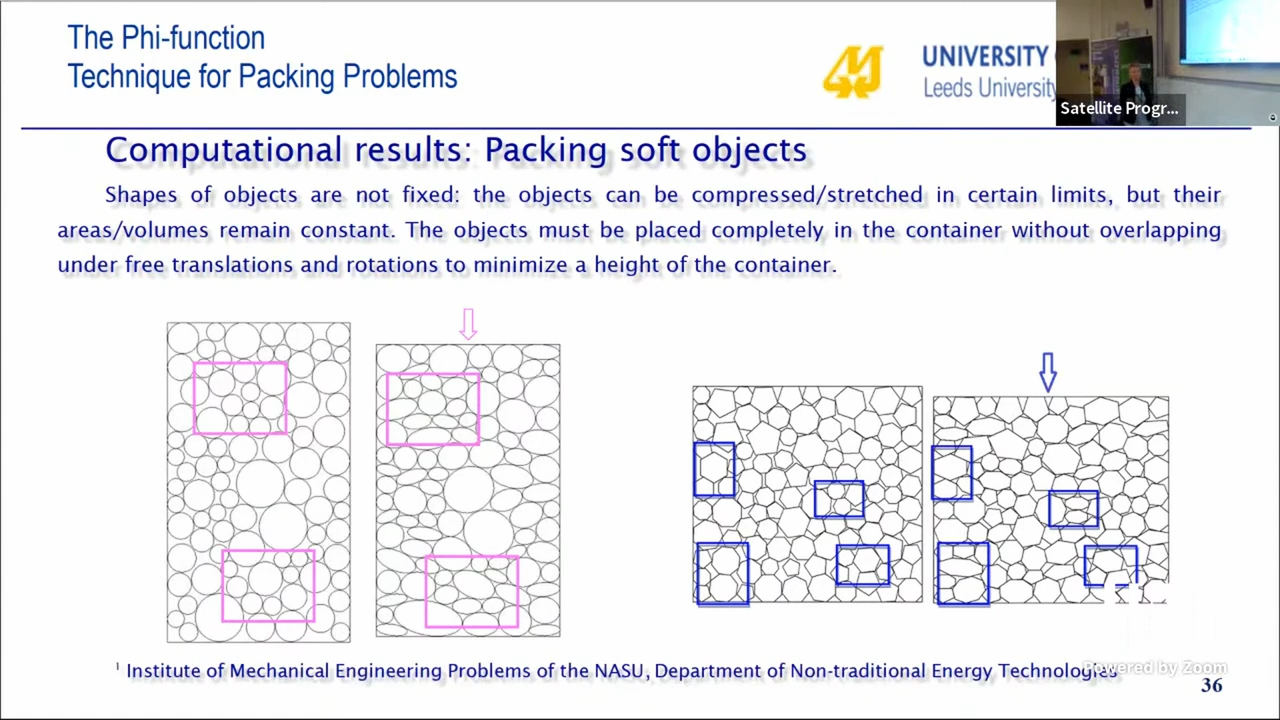 The Phi-function
Technique for Packing Problems
UNIVERSITY
Leeds University
Satellite Progr...
Computational results: Packing soft objects
Shapes of objects are not fixed: the objects can be compressed/stretched in certain limits, but their
areas/volumes remain constant. The objects must be placed completely in the container without overlapping
under free translations and rotations to minimize a height of the container.
1 Institute of Mechanical Engineering Problems of the NASU, Department of Non-traditional Energy Technologies
Powered by Zoom
36